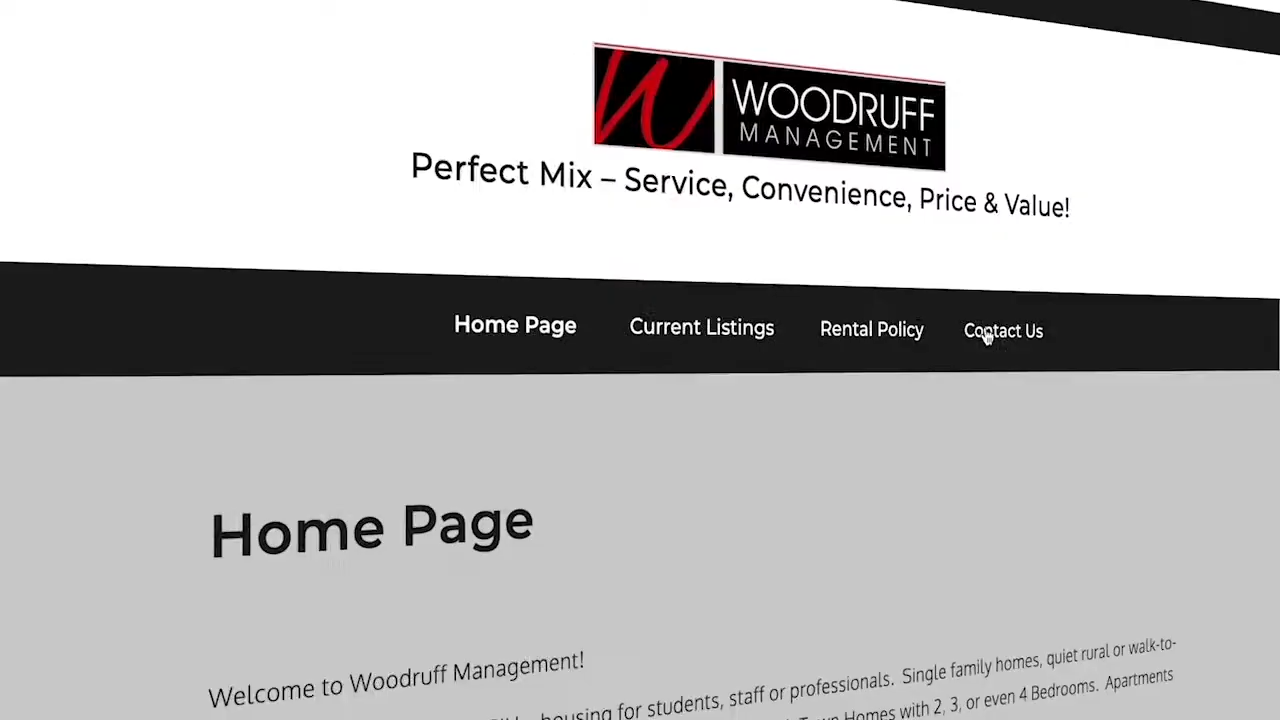 W WOODRUFF
MANAGEMENT
Perfect Mix – Service, Convenience, Price & Value!
Home Page Current Listings Rental Policy Contact Us
Home Page
Welcome to Woodruff Management!
housing for students, staff or professionals. Single family homes, quiet rural or walk-to-
Town Homes with 2, 3, or even 4 Bedrooms. Apartments